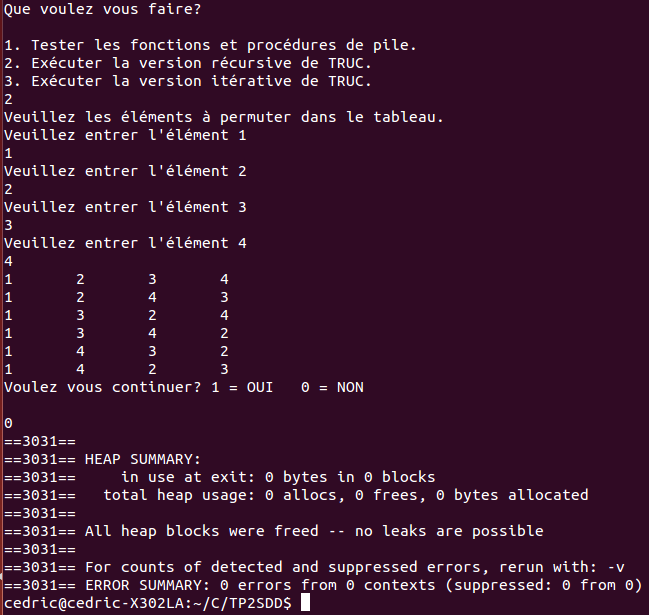 Que voulez vous faire?
1. Tester les fonctions et procédures de pile.
2. Exécuter la version récursive de TRUC.
3. Exécuter la version itérative de TRUC.
2
Veuillez les éléments à permuter dans le tableau.
Veuillez entrer l'élément 1
1
Veuillez entrer l'élément 2
2
Veuillez entrer l'élément 3
3
Veuillez entrer l'élément 4
4
1 2 3 4
1 2 4 3
1 3 2 4
1 3 4 2
1 4 3 2
1 4 2 3
Voulez vous continuer? 1 = OUI 0 = NON
0
==3031==
==3031== HEAP SUMMARY:
==3031== in use at exit: 0 bytes in 0 blocks
==3031== total heap usage: 0 allocs, 0 frees, 0 bytes allocated
==3031==
==3031== All heap blocks were freed -- no leaks are possible
==3031==
==3031== For counts of detected and suppressed errors, rerun with: -v
==3031== ERROR SUMMARY: 0 errors from 0 contexts (suppressed: 0 from 0)
cedric@cedric-X302LA:~/C/TP2SDD$